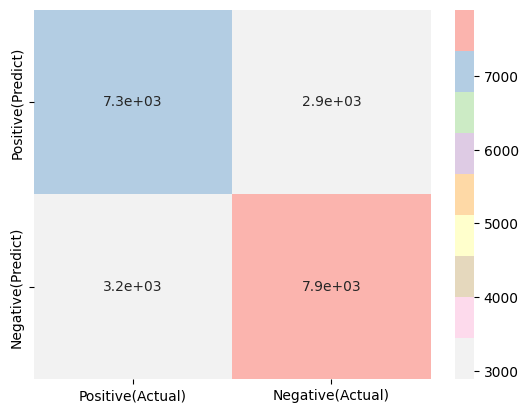 Positive(Predict)
7.3e+03
2.9e+03
Negative(Predict)
3.2e+03
7.9e+03
Positive(Actual)
Negative(Actual)
7000
6000
5000
4000
3000